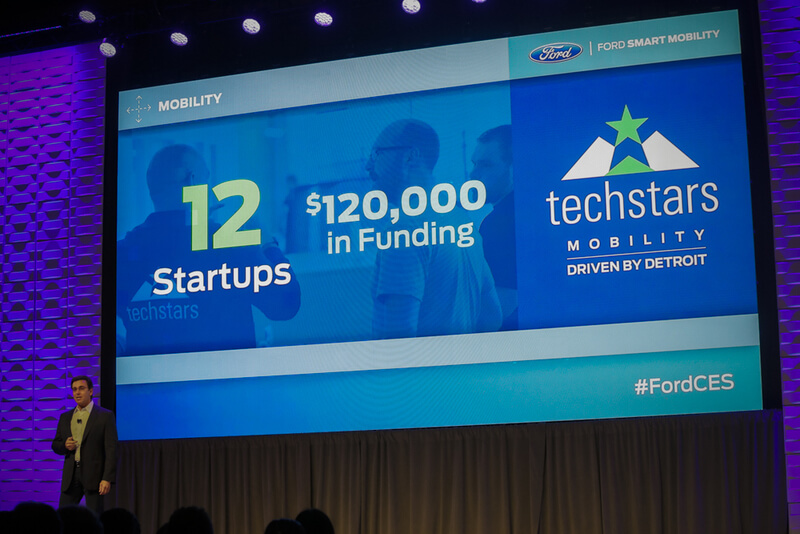 MOBILITY
Ford | FORD SMART MOBILITY
12
Startups
$120,000
in Funding
techstars
techstars
MOBILITY
DRIVEN BY DETROIT
#FordCES